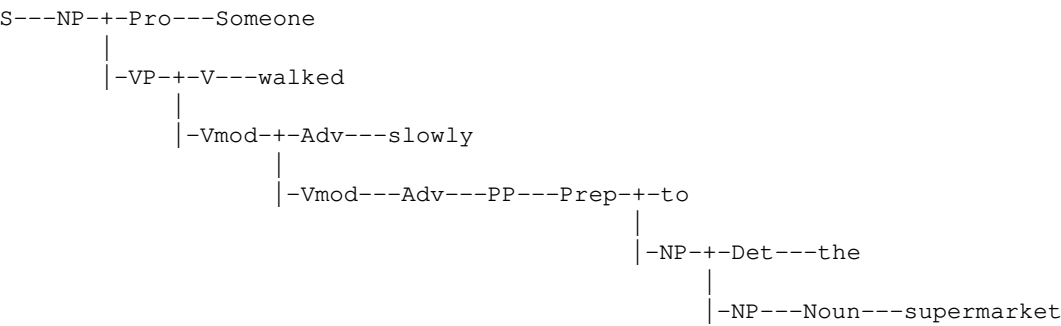 S---NP-+-Pro---Someone
|
|-VP-+-V---walked
|
|-Vmod-+-Adv---slowly
|
|-Vmod---Adv---PP---Prep-+-to
|
|-NP-+-Det---the
|
|-NP---Noun---supermarket